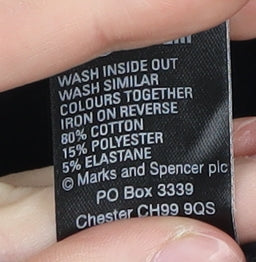 WASH INSIDE OUT
WASH SIMILAR
COLOURS TOGETHER
IRON ON REVERSE
80% COTTON
15% POLYESTER
5% ELASTANE
© Marks and Spencer plc
PO Box 3339
Chester CH99 9QS